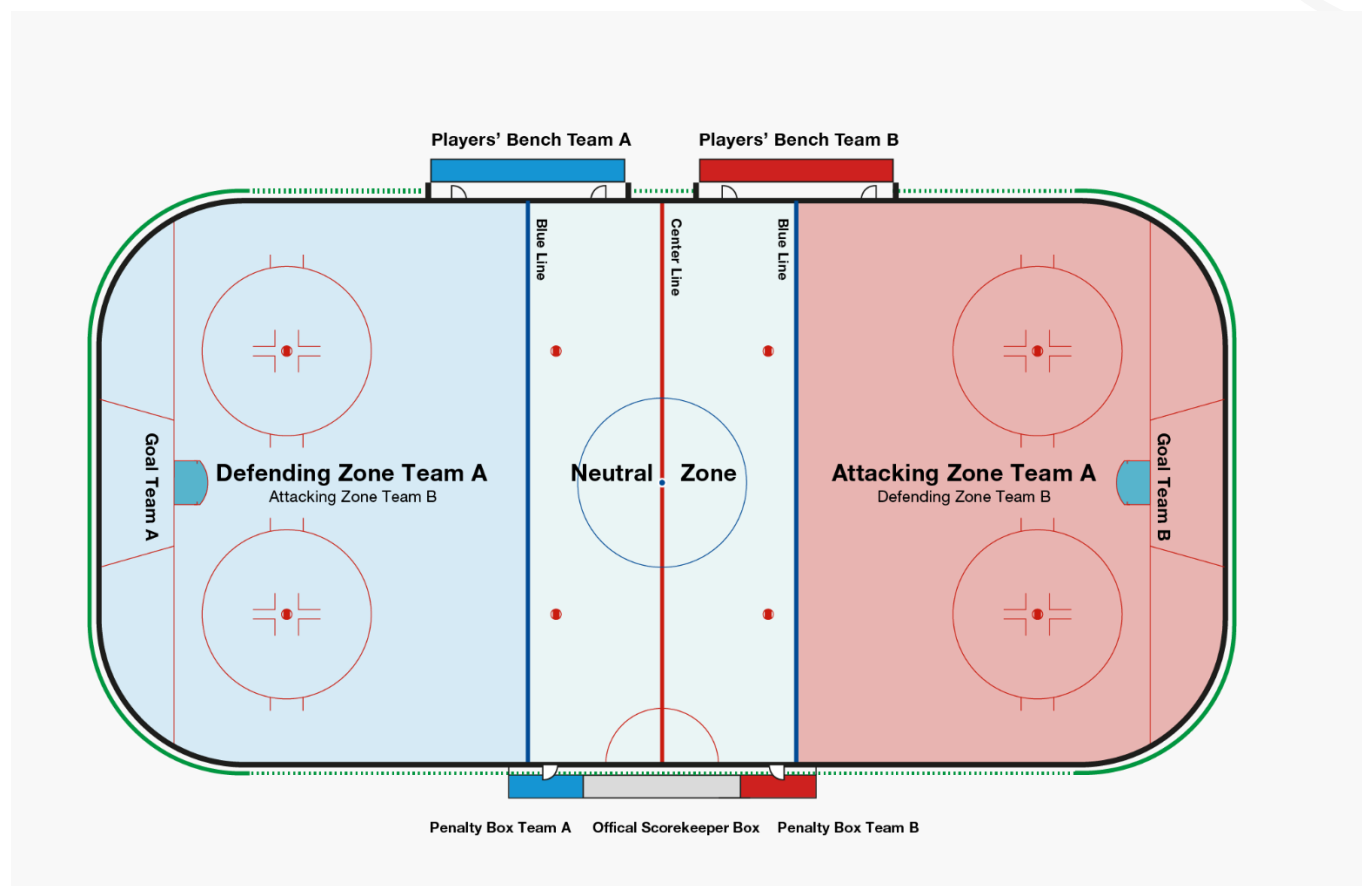 Players’ Bench Team A
Players’ Bench Team B
Blue Line
Center Line
Blue Line
Goal Team A
Defending Zone Team A
Attacking Zone Team B
Neutral Zone
Attacking Zone Team A
Defending Zone Team B
Goal Team B
Penalty Box Team A
Offical Scorekeeper Box
Penalty Box Team B